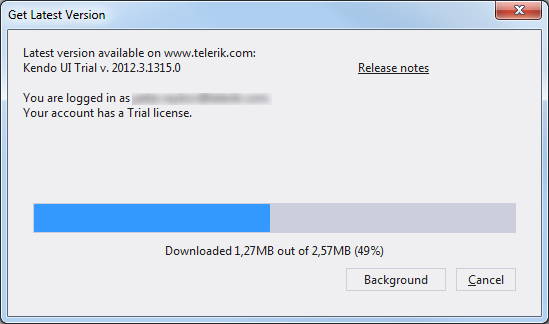 Get Latest Version
Latest version available on www.telerik.com:
Kendo UI Trial v. 2012.3.1315.0
Release notes
You are logged in as
Your account has a Trial license.
Downloaded 1,27MB out of 2,57MB (49%)
Background
Cancel